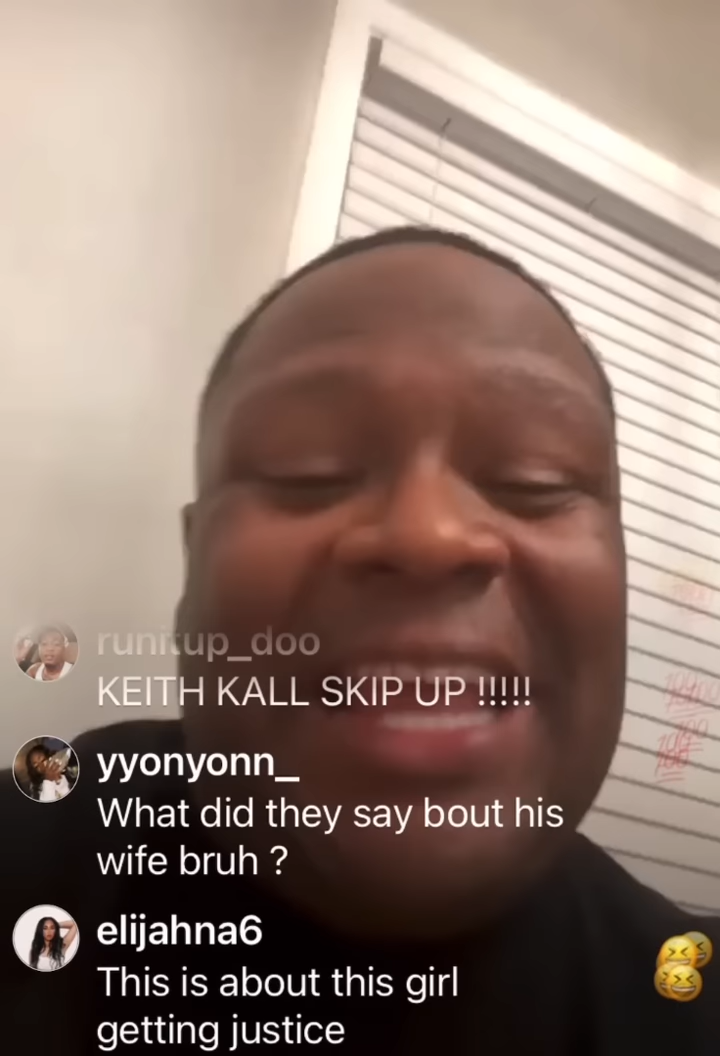 runitup_doo
KEITH KALL SKIP UP !!!!!
yyonyonn_
What did they say bout his
wife bruh ?
elijahna6
This is about this girl
getting justice